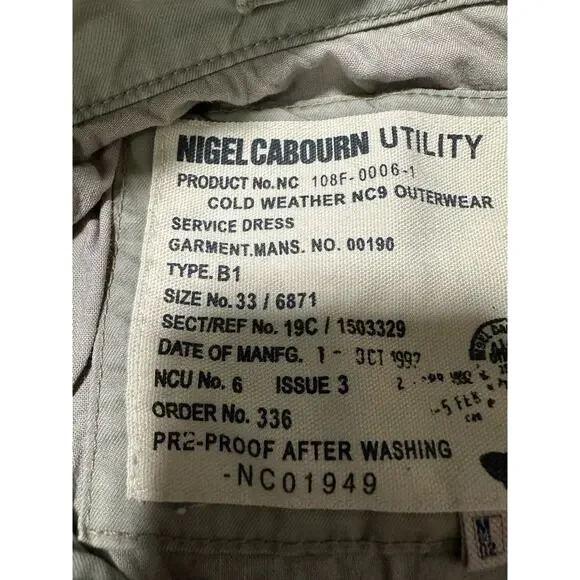 NIGEL CABOURN UTILITY
PRODUCT No. NC 108F-0006-1
COLD WEATHER NC9 OUTERWEAR
SERVICE DRESS
GARMENT.MANS. NO. 00190
TYPE. B1
SIZE No. 33 / 6871
SECT/REF No. 19C / 1503329
DATE OF MANFG. 1 - OCT 1992
NCU No. 6 ISSUE 3
-5 FEB
ORDER No. 336
PRE-PROOF AFTER WASHING
-NC01949
M